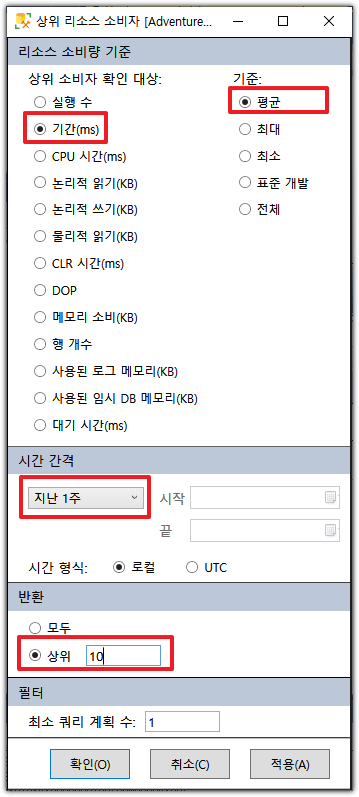 상위 리소스 소비자 [Adventure...
리소스 소비량 기준
상위 소비자 확인 대상:
실행 수
기간(ms)
CPU 시간(ms)
논리적 읽기(KB)
논리적 쓰기(KB)
물리적 읽기(KB)
CLR 시간(ms)
DOP
메모리 소비(KB)
행 개수
사용된 로그 메모리(KB)
사용된 임시 DB 메모리(KB)
대기 시간(ms)
기준:
평균
최대
최소
표준 개발
전체
시간 간격
지난 1주
시작
끝
시간 형식: 로컬 UTC
반환
모두
상위 10
필터
최소 쿼리 계획 수: 1
확인(O) 취소(C) 적용(A)